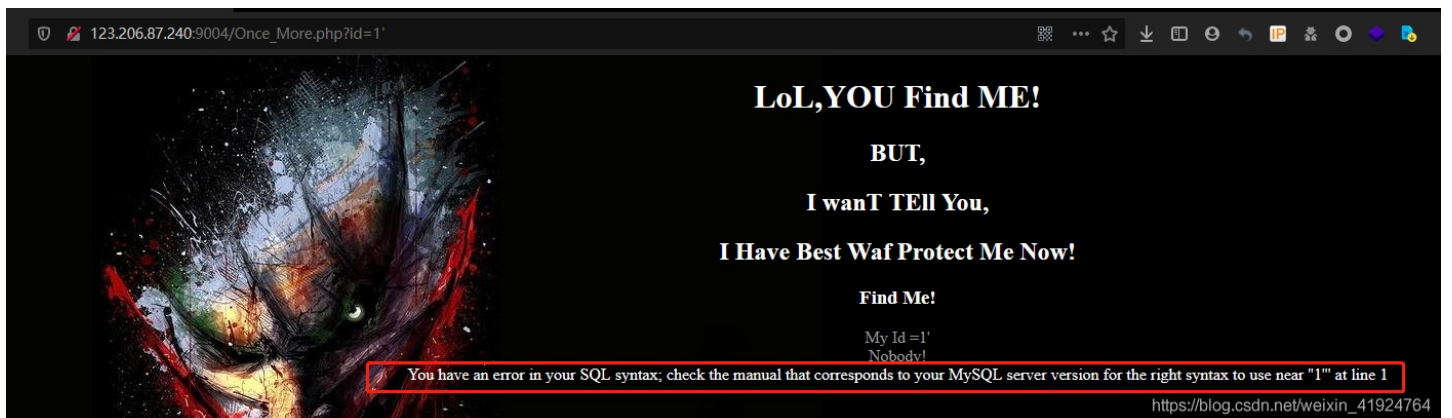 123.206.87.240:9004/Once_More.php?id=1'
IP
LoL,YOU Find ME!
BUT,
I wanT TEll You,
I Have Best Waf Protect Me Now!
Find Me!
My Id =1'
Nobody!
You have an error in your SQL syntax; check the manual that corresponds to your MySQL server version for the right syntax to use near ''1''' at line 1
https://blog.csdn.net/weixin_41924764